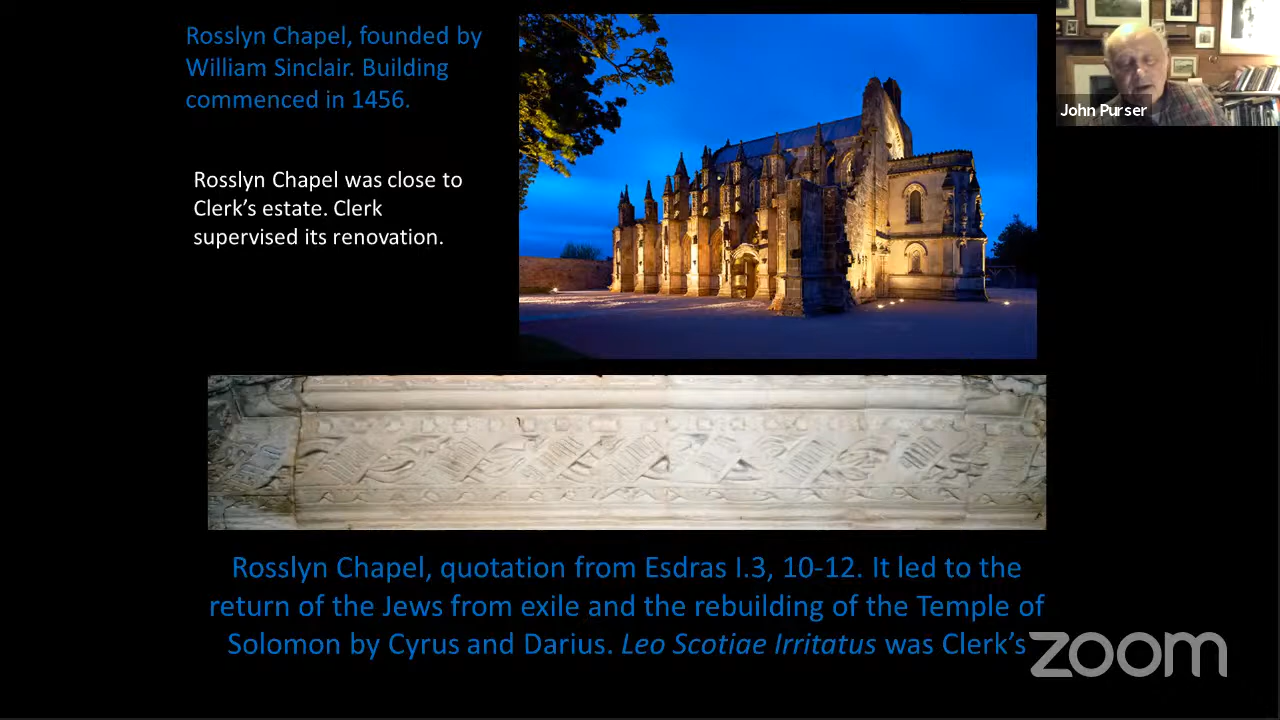 Rosslyn Chapel, founded by
William Sinclair. Building
commenced in 1456.
Rosslyn Chapel was close to
Clerk's estate. Clerk
supervised its renovation.
John Purser
Rosslyn Chapel, quotation from Esdras I.3, 10-12. It led to the
return of the Jews from exile and the rebuilding of the Temple of
Solomon by Cyrus and Darius. Leo Scotiae Irritatus was Clerk's
zoom